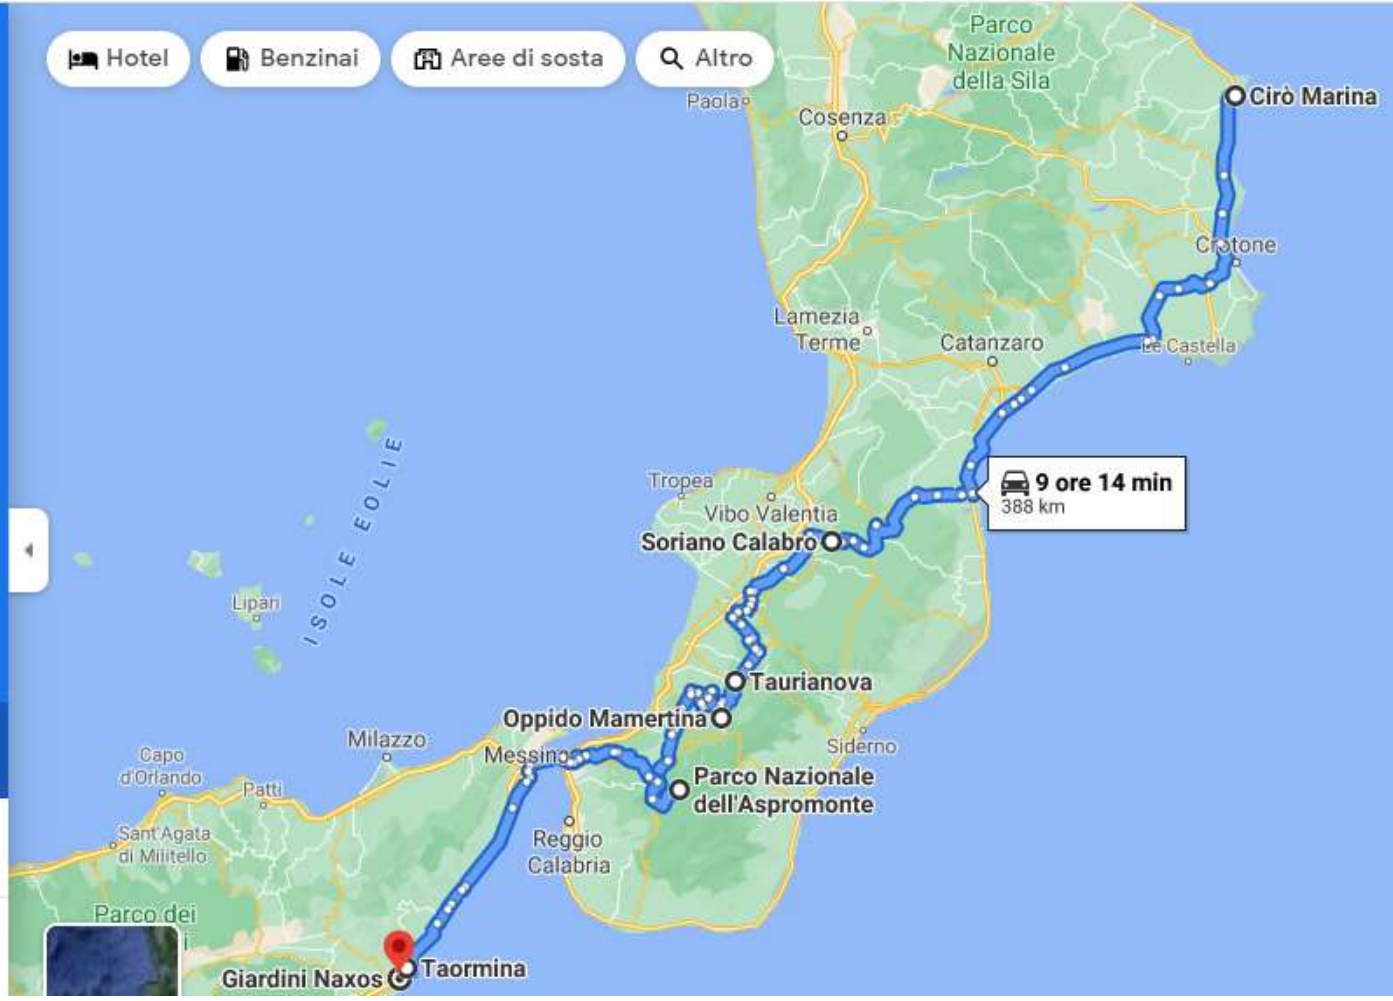 Hotel
Benzinai
Aree di sosta
Altro
Parco
Nazionale
della Sila
Paola
Cosenza
Cirò Marina
Crotone
Lamezia
Terme
Catanzaro
Le Castella
ISOLE EOLIE
Tropea
9 ore 14 min
388 km
Vibo Valentia
Soriano Calabro
Lipari
Taurianova
Oppido Mamertina
Siderno
Milazzo
Messina
Capo
d'Orlando
Patti
Parco Nazionale
dell'Aspromonte
Sant'Agata
di Militello
Reggio
Calabria
Parco dei
i
Taormina
Giardini Naxos